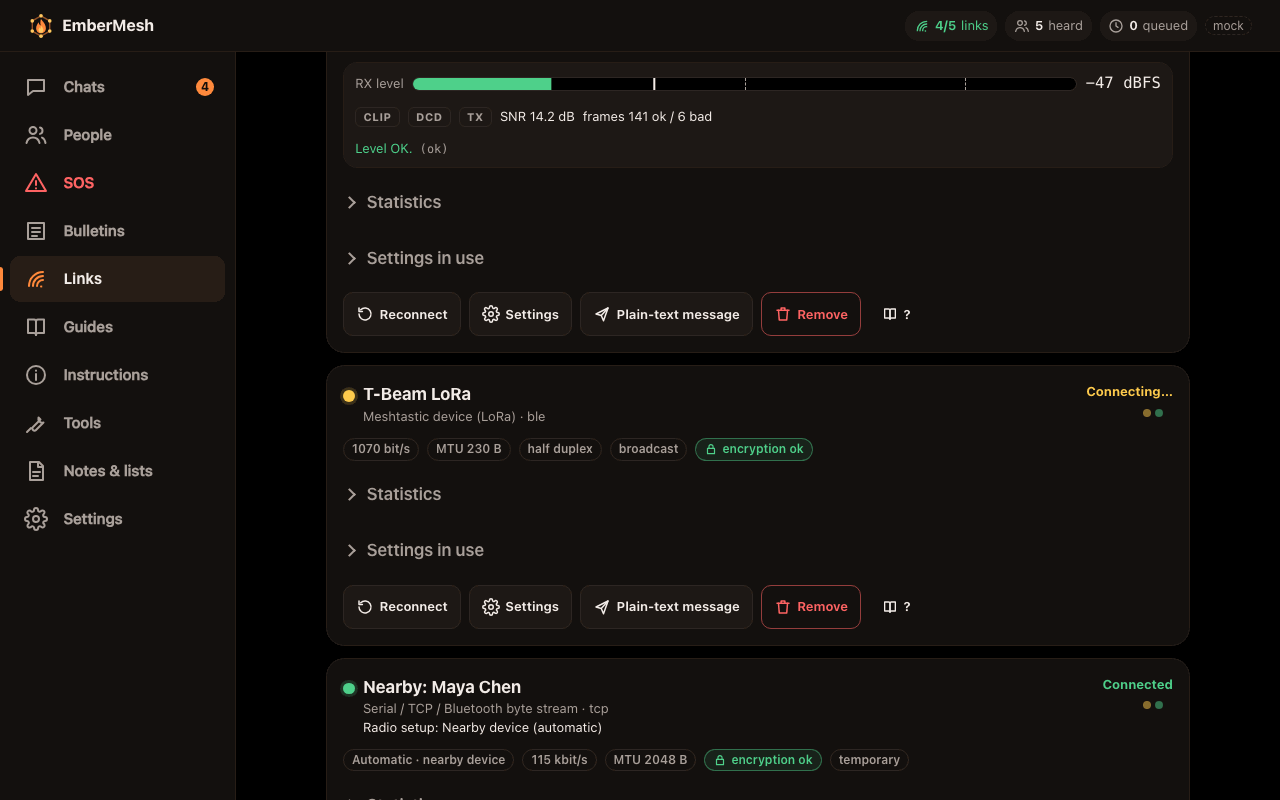 EmberMesh
4/5 links
5 heard
0 queued
mock
Chats
4
People
SOS
Bulletins
Links
Guides
Instructions
Tools
Notes & lists
Settings
RX level
−47 dBFS
CLIP DCD TX SNR 14.2 dB frames 141 ok / 6 bad
Level OK. (ok)
Statistics
Settings in use
Reconnect Settings Plain-text message Remove ?
T-Beam LoRa
Connecting…
Meshtastic device (LoRa) · ble
1070 bit/s MTU 230 B half duplex broadcast encryption ok
Statistics
Settings in use
Reconnect Settings Plain-text message Remove ?
Nearby: Maya Chen
Connected
Serial / TCP / Bluetooth byte stream · tcp
Radio setup: Nearby device (automatic)
Automatic · nearby device 115 kbit/s MTU 2048 B encryption ok temporary